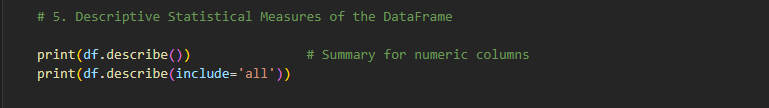 # 5. Descriptive Statistical Measures of the DataFrame
print(df.describe()) # Summary for numeric columns
print(df.describe(include='all'))